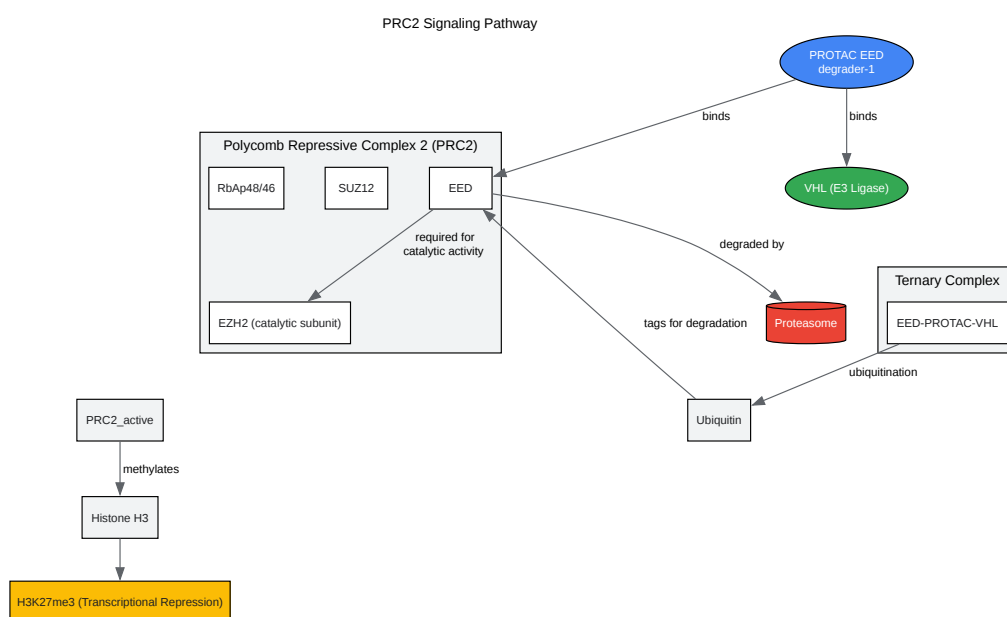 PRC2 Signaling Pathway
PROTAC EED
degrader-1
binds
binds
Polycomb Repressive Complex 2 (PRC2)
RbAp48/46
SUZ12
EED
VHL (E3 Ligase)
required for
catalytic activity
degraded by
Ternary Complex
EZH2 (catalytic subunit)
tags for degradation
Proteasome
EED-PROTAC-VHL
ubiquitination
PRC2_active
Ubiquitin
methylates
Histone H3
H3K27me3 (Transcriptional Repression)